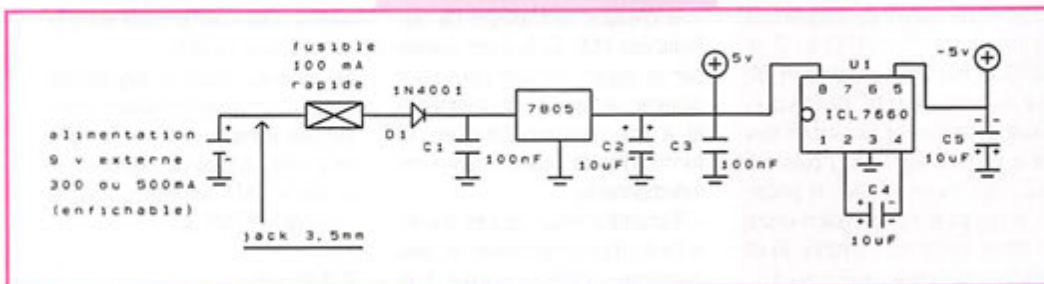 fusible
100 mA
rapide
1N4001
D1
alimentation
9 v externe
300 ou 500mA
(enfichable)
jack 3,5mm
C1
100nF
7805
C2
10uF
C3
100nF
5v
U1
8 7 6 5
ICL7660
1 2 3 4
C4
10uF
-5v
C5
10uF